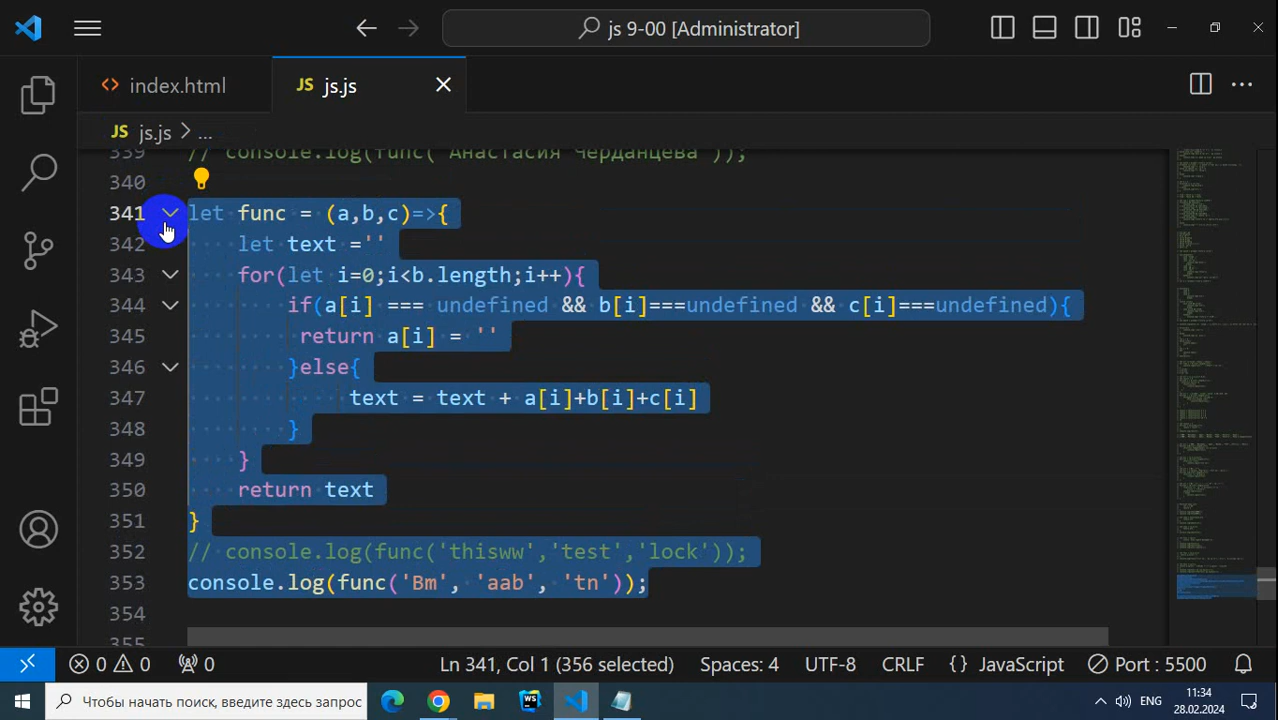 js 9-00 [Administrator]
index.html
JS js.js
JS js.js > ...
339 // console.log(func("Анастасия Черданцева"));
340
341 let func = (a,b,c)=>{
342 let text =''
343 for(let i=0;i<b.length;i++){
344 if(a[i] === undefined && b[i]===undefined && c[i]===undefined){
345 return a[i] = ''
346 }else{
347 text = text + a[i]+b[i]+c[i]
348 }
349 }
350 return text
351 }
352 // console.log(func('thisww','test','lock'));
353 console.log(func('Bm', 'aab', 'tn'));
354
355
0 0 0 Ln 341, Col 1 (356 selected) Spaces: 4 UTF-8 CRLF {} JavaScript Port : 5500
Чтобы начать поиск, введите здесь запрос
WS
ENG
11:34
28.02.2024